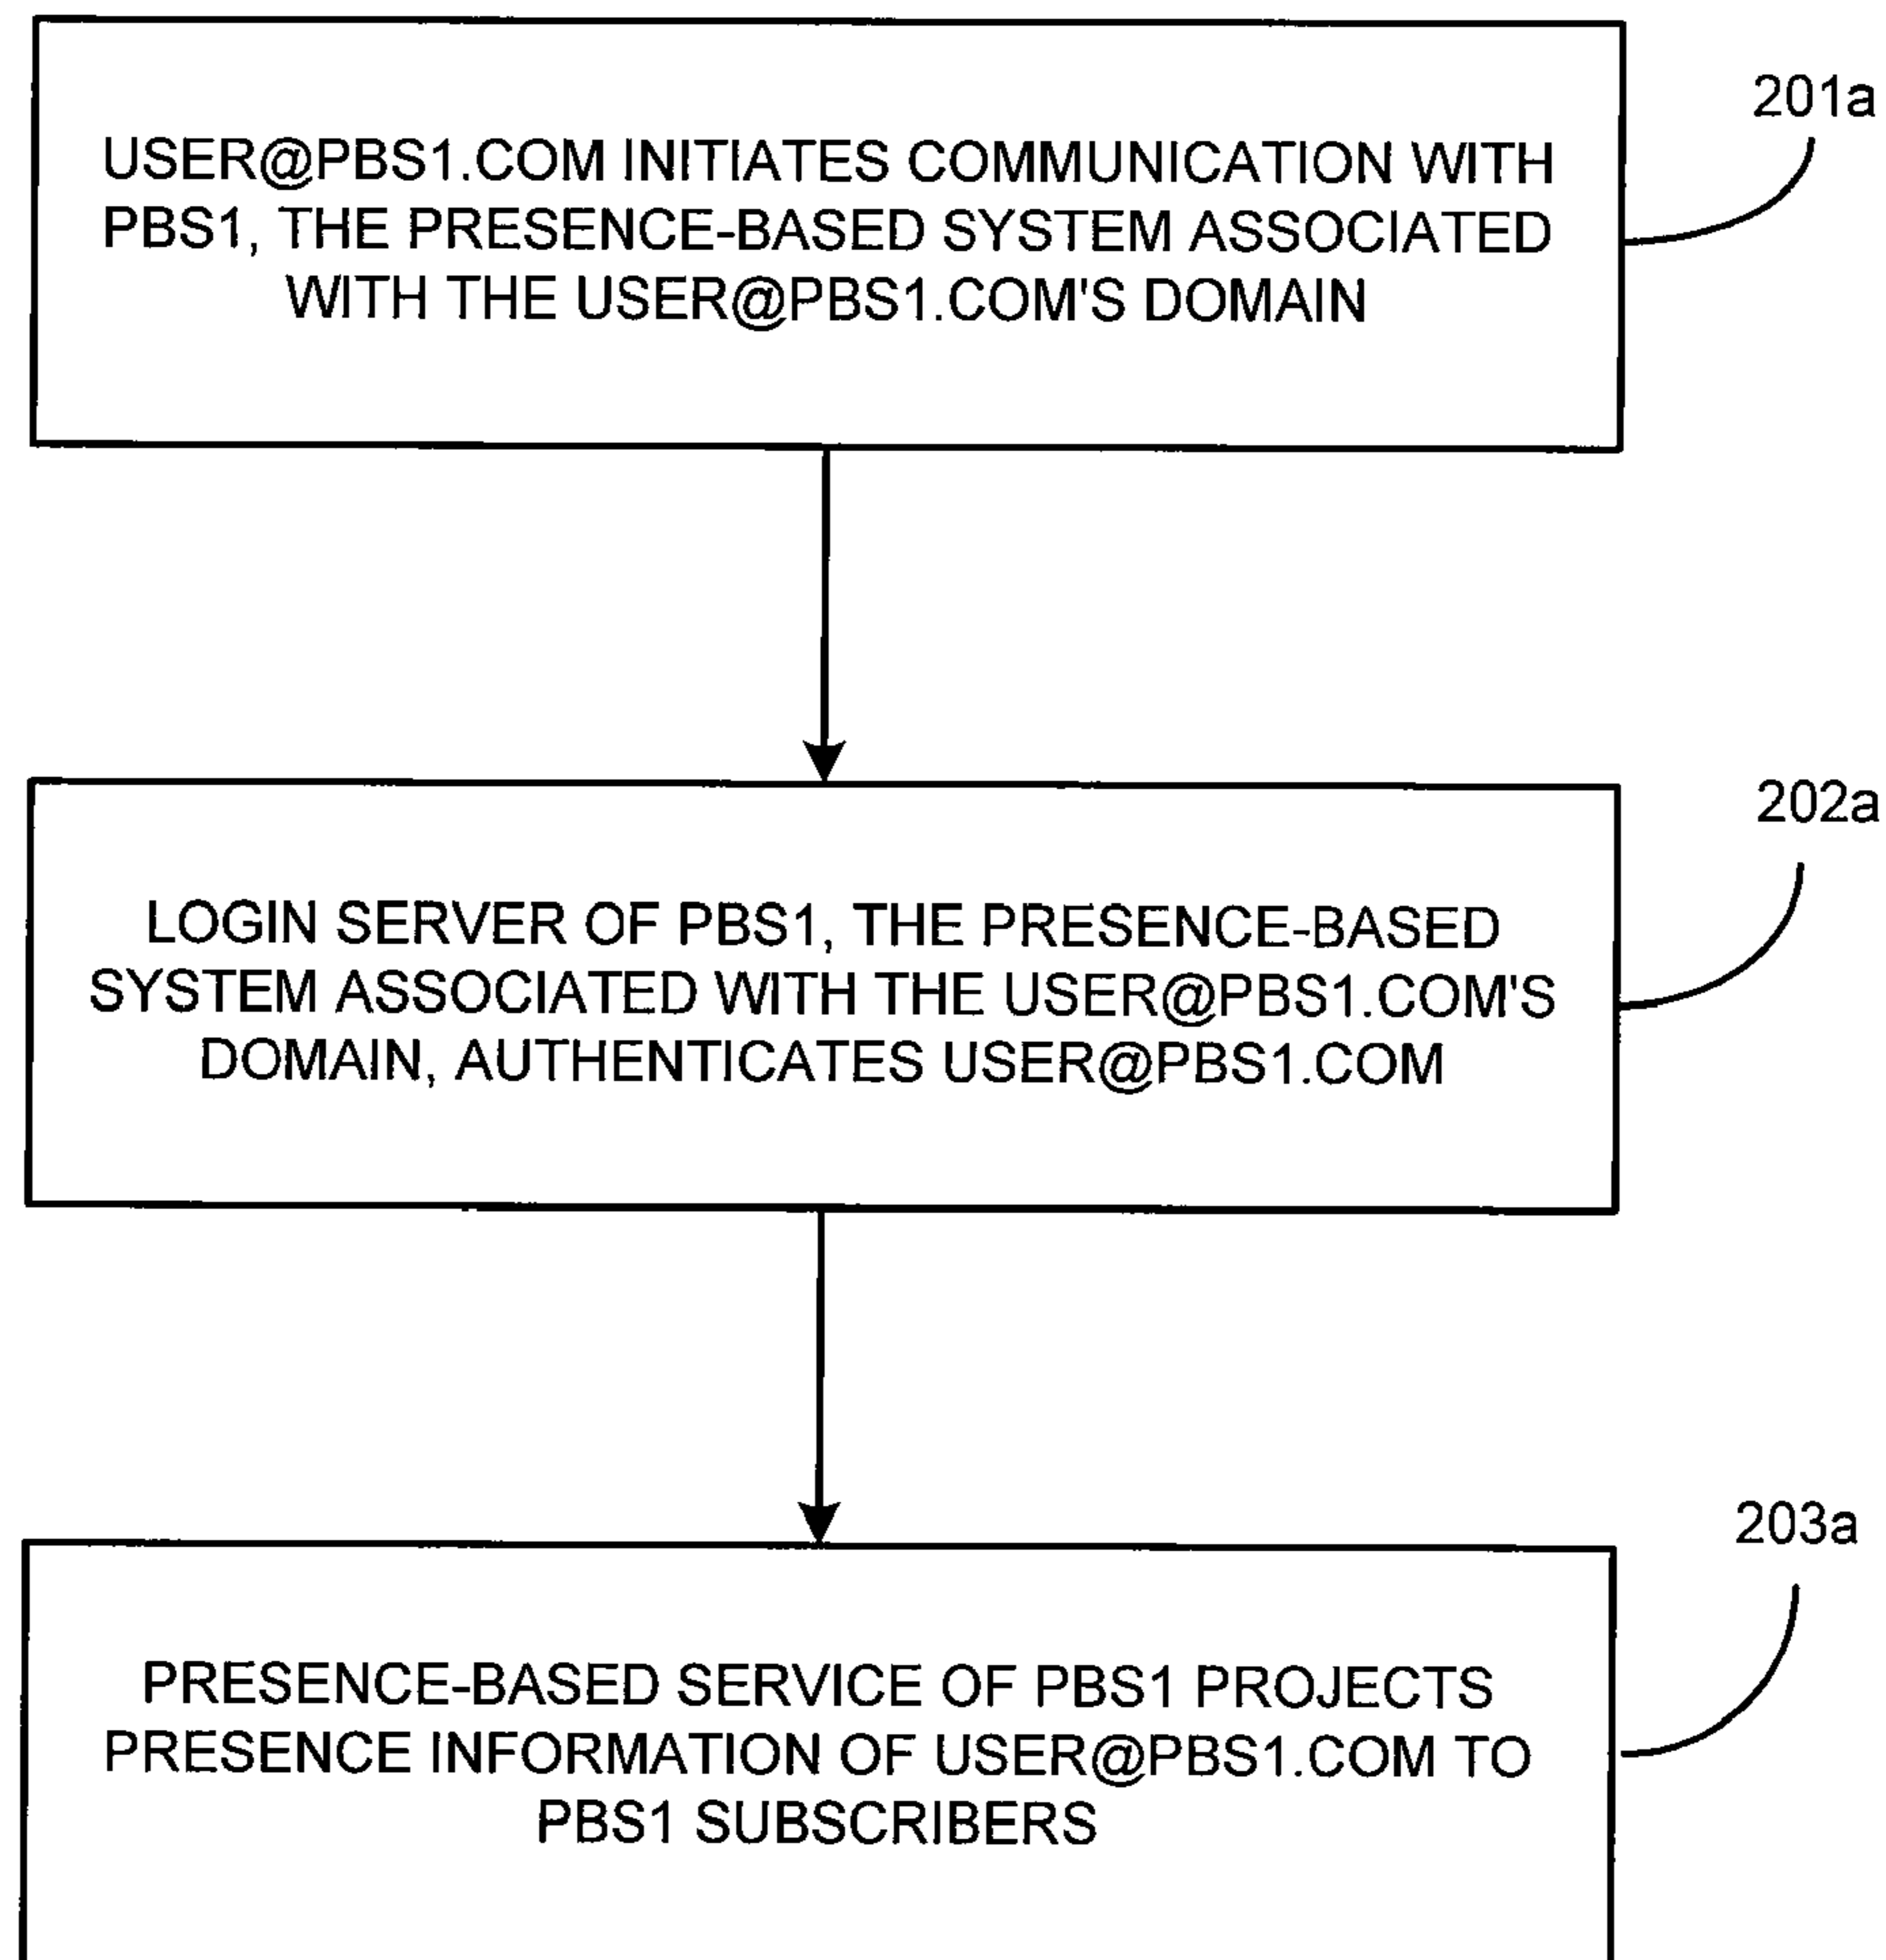 201a
USER@PBS1.COM INITIATES COMMUNICATION WITH
PBS1, THE PRESENCE-BASED SYSTEM ASSOCIATED
WITH THE USER@PBS1.COM'S DOMAIN
202a
LOGIN SERVER OF PBS1, THE PRESENCE-BASED
SYSTEM ASSOCIATED WITH THE USER@PBS1.COM'S
DOMAIN, AUTHENTICATES USER@PBS1.COM
203a
PRESENCE-BASED SERVICE OF PBS1 PROJECTS
PRESENCE INFORMATION OF USER@PBS1.COM TO
PBS1 SUBSCRIBERS